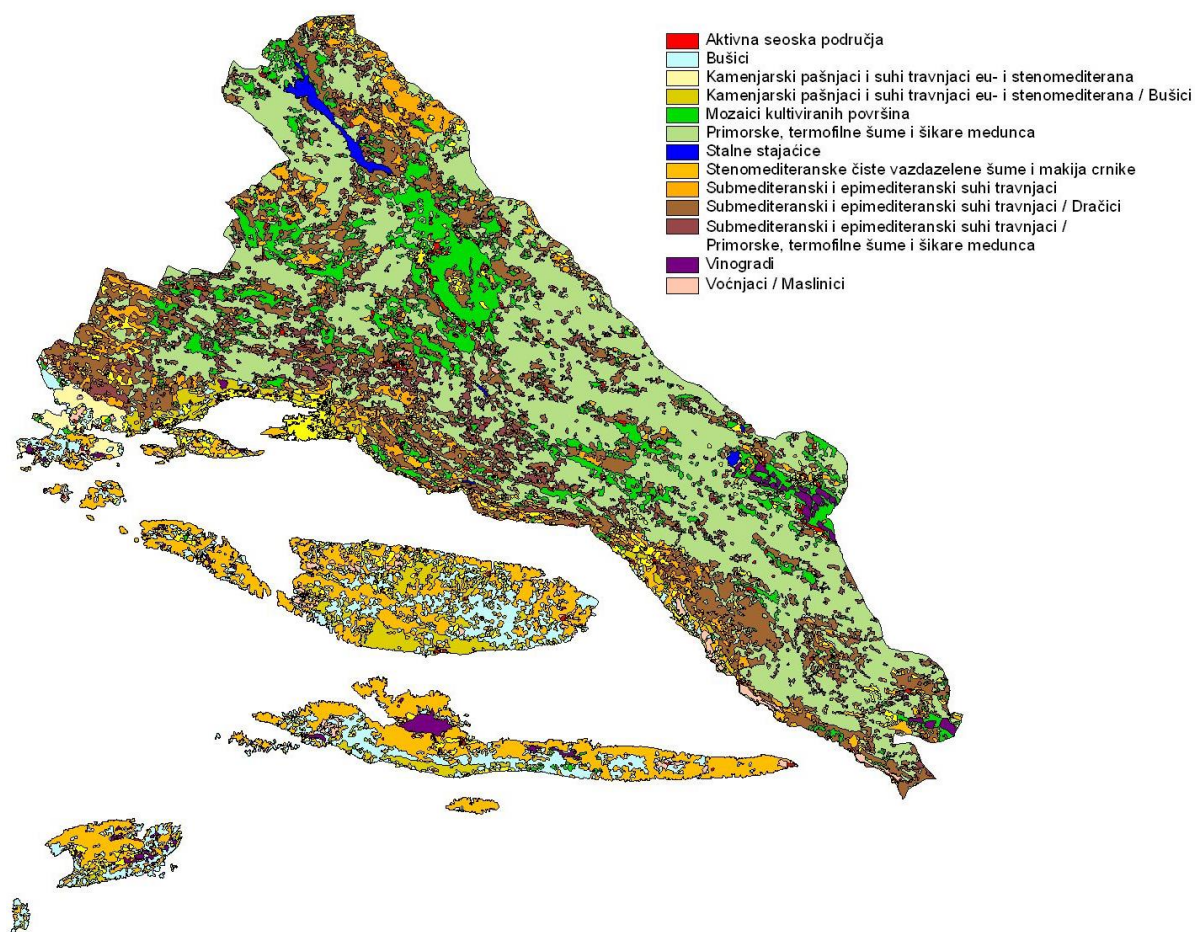 Aktivna seoska područja
Bušici
Kamenjarski pašnjaci i suhi travnjaci eu- i stenomediterana
Kamenjarski pašnjaci i suhi travnjaci eu- i stenomediterana / Bušici
Mozaici kultiviranih površina
Primorske, termofilne šume i šikare medunca
Stalne stajaćice
Stenomediteranske čiste vazdazelene šume i makija crnike
Submediteranski i epimediteranski suhi travnjaci
Submediteranski i epimediteranski suhi travnjaci / Dračici
Submediteranski i epimediteranski suhi travnjaci /
Primorske, termofilne šume i šikare medunca
Vinogradi
Voćnjaci / Maslinici